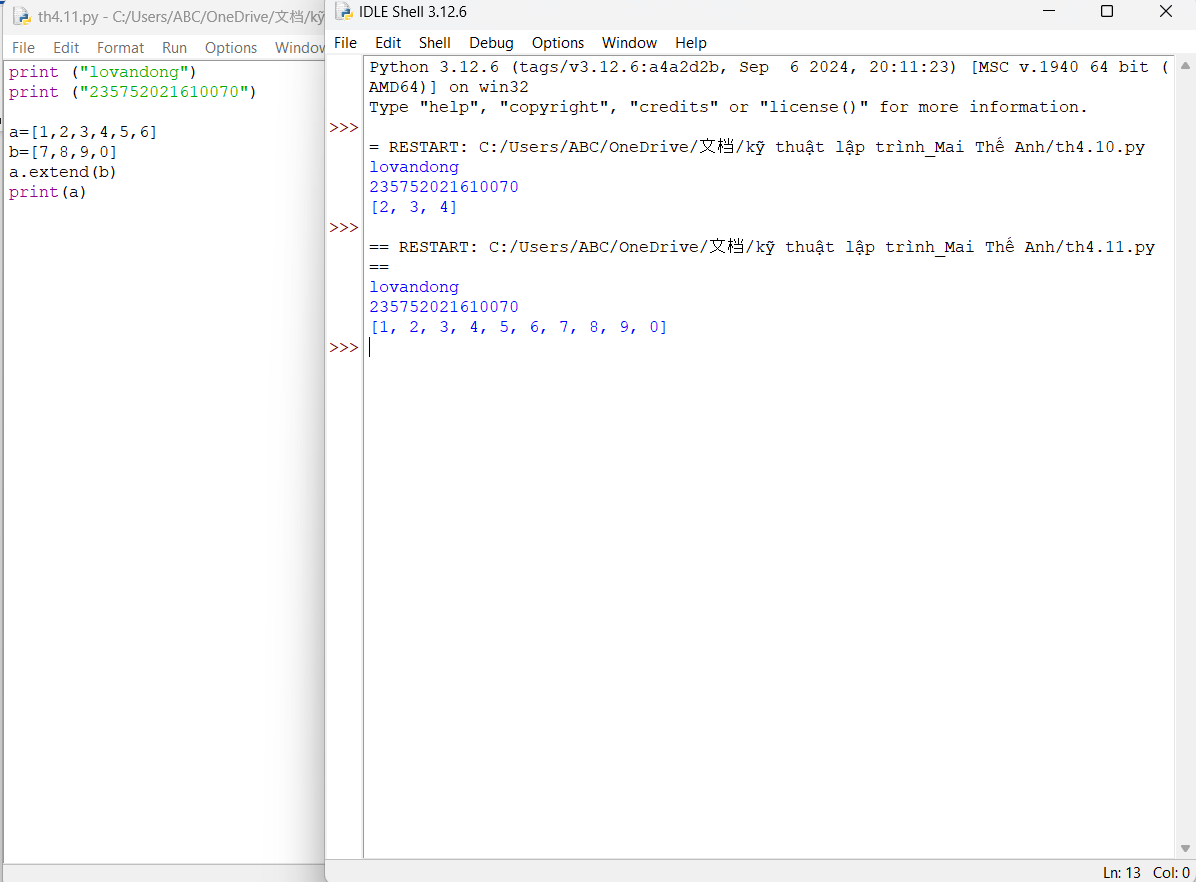 th4.11.py - C:/Users/ABC/OneDrive/文档/kỹ
File Edit Format Run Options Window
print ("lovandong")
print ("235752021610070")
a=[1,2,3,4,5,6]
b=[7,8,9,0]
a.extend(b)
print(a)
IDLE Shell 3.12.6
File Edit Shell Debug Options Window Help
Python 3.12.6 (tags/v3.12.6:a4a2d2b, Sep  6 2024, 20:11:23) [MSC v.1940 64 bit (
AMD64)] on win32
Type "help", "copyright", "credits" or "license()" for more information.
>>>
= RESTART: C:/Users/ABC/OneDrive/文档/kỹ thuật lập trình_Mai Thế Anh/th4.10.py
lovandong
235752021610070
[2, 3, 4]
>>>
== RESTART: C:/Users/ABC/OneDrive/文档/kỹ thuật lập trình_Mai Thế Anh/th4.11.py
==
lovandong
235752021610070
[1, 2, 3, 4, 5, 6, 7, 8, 9, 0]
>>>
Ln: 13 Col: 0